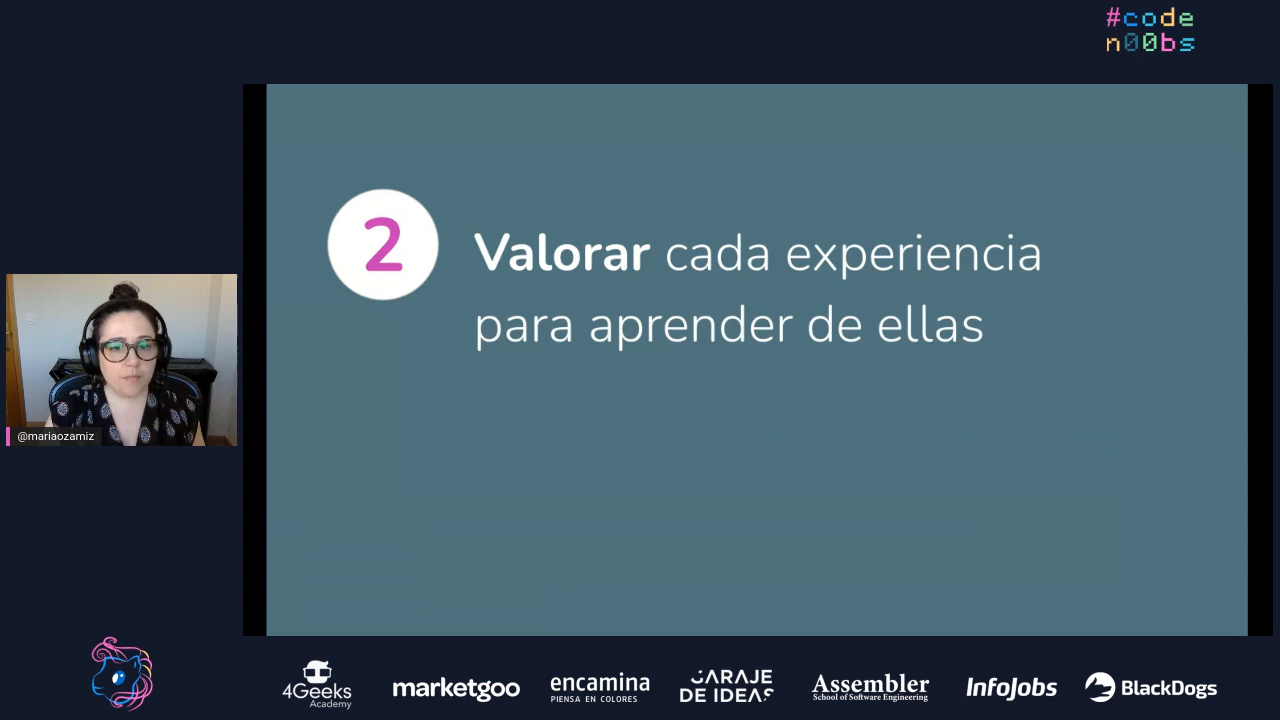 #code
n00bs
2
Valorar cada experiencia
para aprender de ellas
@mariaozamiz
4Geeks
Academy
marketgoo
encamina
PIENSA EN COLORES
GARAJE
DE IDEAS
Assembler
School of Software Engineering
InfoJobs
BlackDogs